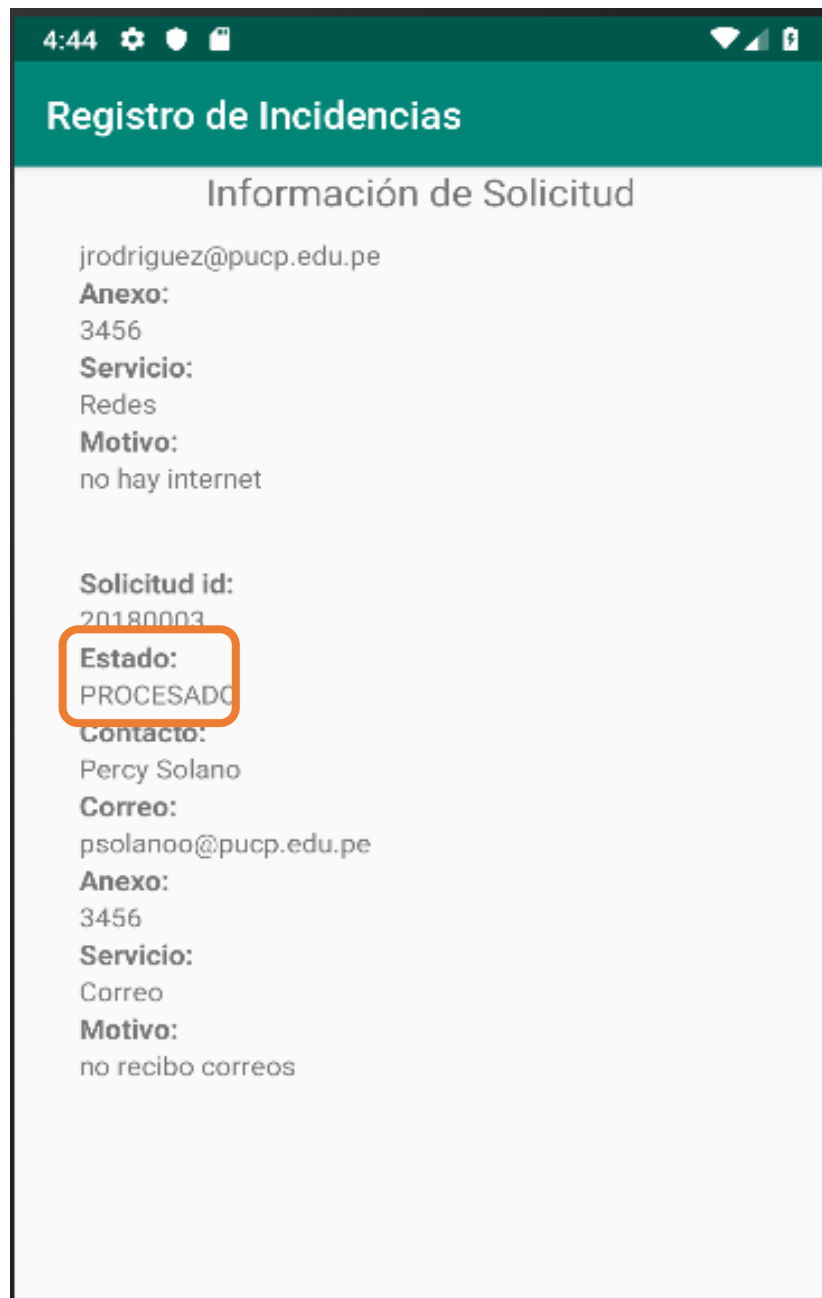 4:44
Registro de Incidencias
Información de Solicitud
jrodriguez@pucp.edu.pe
Anexo:
3456
Servicio:
Redes
Motivo:
no hay internet
Solicitud id:
20180003
Estado:
PROCESADO
Contacto:
Percy Solano
Correo:
psolanoo@pucp.edu.pe
Anexo:
3456
Servicio:
Correo
Motivo:
no recibo correos